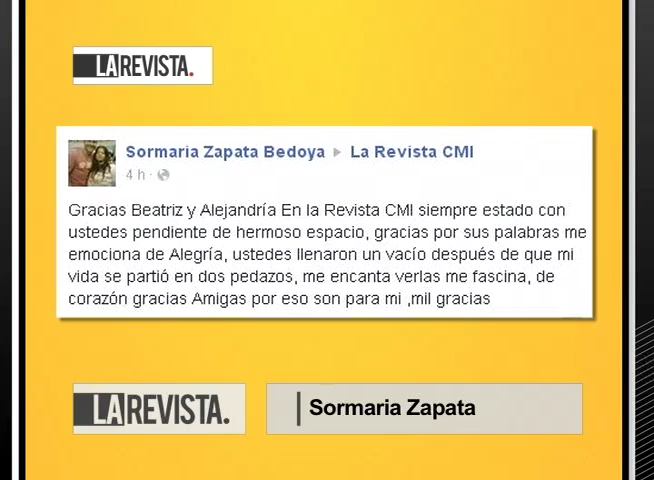 LAREVISTA.
Sormaria Zapata Bedoya ▸ La Revista CMI
4 h ·
Gracias Beatriz y Alejandría En la Revista CMI siempre estado con
ustedes pendiente de hermoso espacio, gracias por sus palabras me
emociona de Alegría, ustedes llenaron un vacío después de que mi
vida se partió en dos pedazos, me encanta verlas me fascina, de
corazón gracias Amigas por eso son para mi ,mil gracias
LAREVISTA.
Sormaria Zapata